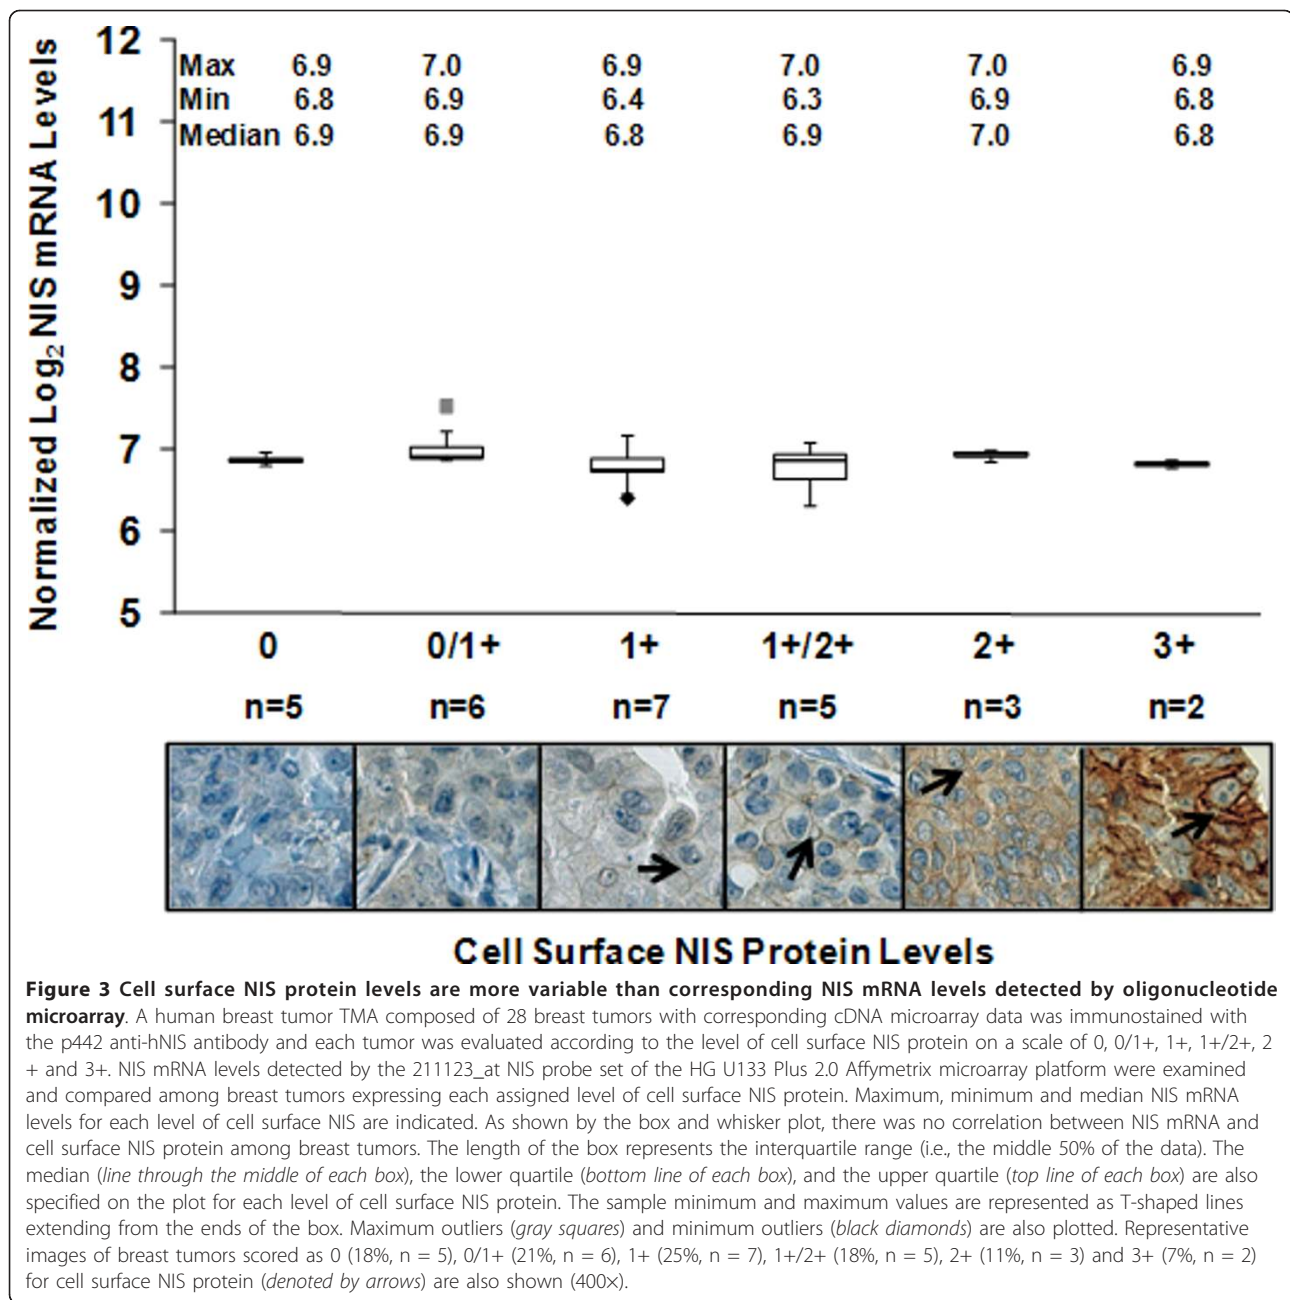 Normalized Log2 NIS mRNA Levels
12
11
10
9
8
7
6
5
Max 6.9 7.0 6.9 7.0 7.0 6.9
Min 6.8 6.9 6.4 6.3 6.9 6.8
Median 6.9 6.9 6.8 6.9 7.0 6.8
0 0/1+ 1+ 1+/2+ 2+ 3+
n=5 n=6 n=7 n=5 n=3 n=2
Cell Surface NIS Protein Levels
Figure 3 Cell surface NIS protein levels are more variable than corresponding NIS mRNA levels detected by oligonucleotide
microarray. A human breast tumor TMA composed of 28 breast tumors with corresponding cDNA microarray data was immunostained with
the p442 anti-hNIS antibody and each tumor was evaluated according to the level of cell surface NIS protein on a scale of 0, 0/1+, 1+, 1+/2+, 2
+ and 3+. NIS mRNA levels detected by the 211123_at NIS probe set of the HG U133 Plus 2.0 Affymetrix microarray platform were examined
and compared among breast tumors expressing each assigned level of cell surface NIS protein. Maximum, minimum and median NIS mRNA
levels for each level of cell surface NIS are indicated. As shown by the box and whisker plot, there was no correlation between NIS mRNA and
cell surface NIS protein among breast tumors. The length of the box represents the interquartile range (i.e., the middle 50% of the data). The
median (line through the middle of each box), the lower quartile (bottom line of each box), and the upper quartile (top line of each box) are also
specified on the plot for each level of cell surface NIS protein. The sample minimum and maximum values are represented as T-shaped lines
extending from the ends of the box. Maximum outliers (gray squares) and minimum outliers (black diamonds) are also plotted. Representative
images of breast tumors scored as 0 (18%, n = 5), 0/1+ (21%, n = 6), 1+ (25%, n = 7), 1+/2+ (18%, n = 5), 2+ (11%, n = 3) and 3+ (7%, n = 2)
for cell surface NIS protein (denoted by arrows) are also shown (400×).